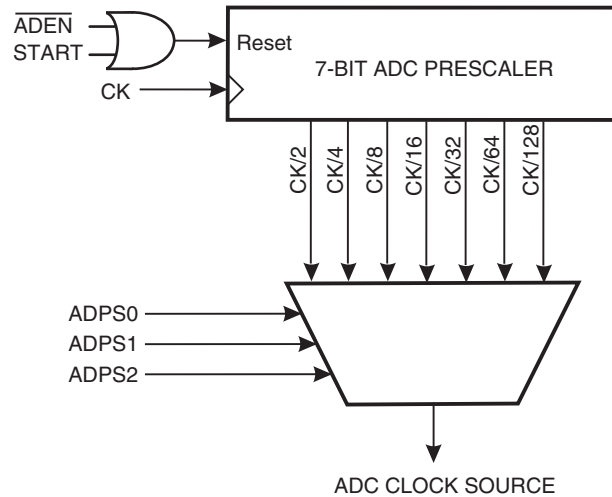 ADEN
START
Reset
7-BIT ADC PRESCALER
CK
CK/2
CK/4
CK/8
CK/16
CK/32
CK/64
CK/128
ADPS0
ADPS1
ADPS2
ADC CLOCK SOURCE